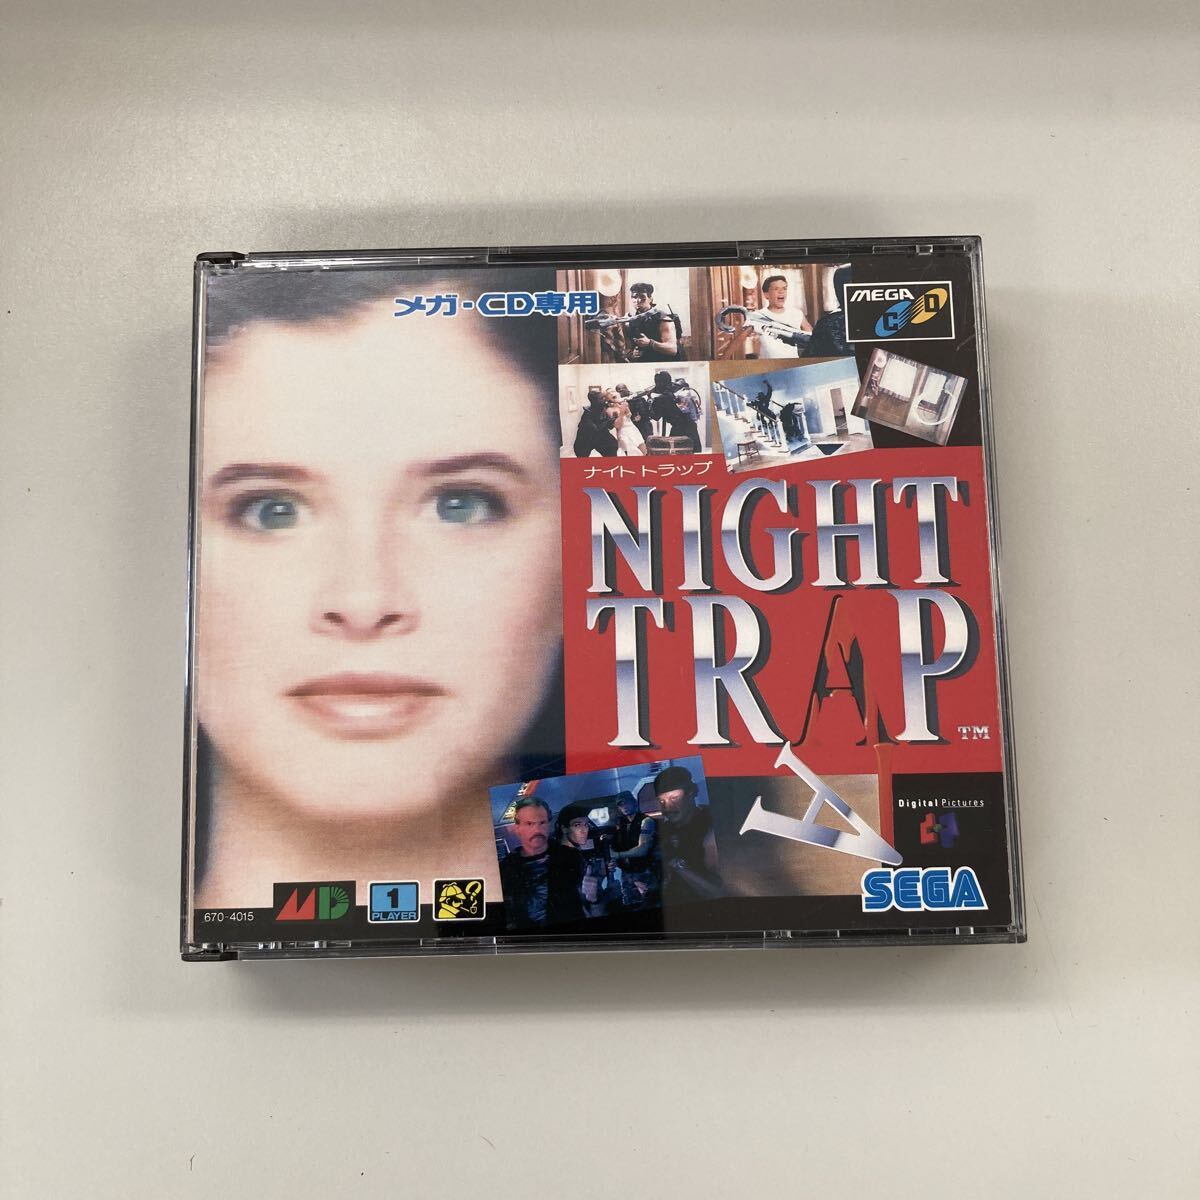 メガ-CD専用
MEGA
CD
ナイト トラップ
NIGHT
TRAP
TM
A
Digital Pictures
SEGA
670-4015
MD
1
PLAYER